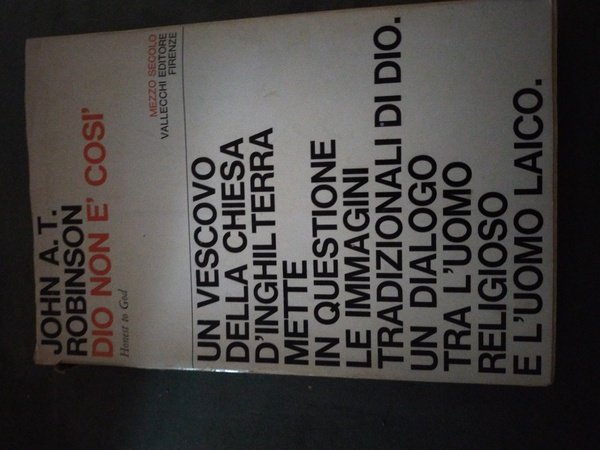 JOHN A. T.
ROBINSON
DIO NON E' COSI'
Honest to God
MEZZO SECOLO
VALLECCHI EDITORE
FIRENZE
UN VESCOVO
DELLA CHIESA
D'INGHILTERRA
METTE
IN QUESTIONE
LE IMMAGINI
TRADIZIONALI DI DIO.
UN DIALOGO
TRA L'UOMO
RELIGIOSO
E L'UOMO LAICO.